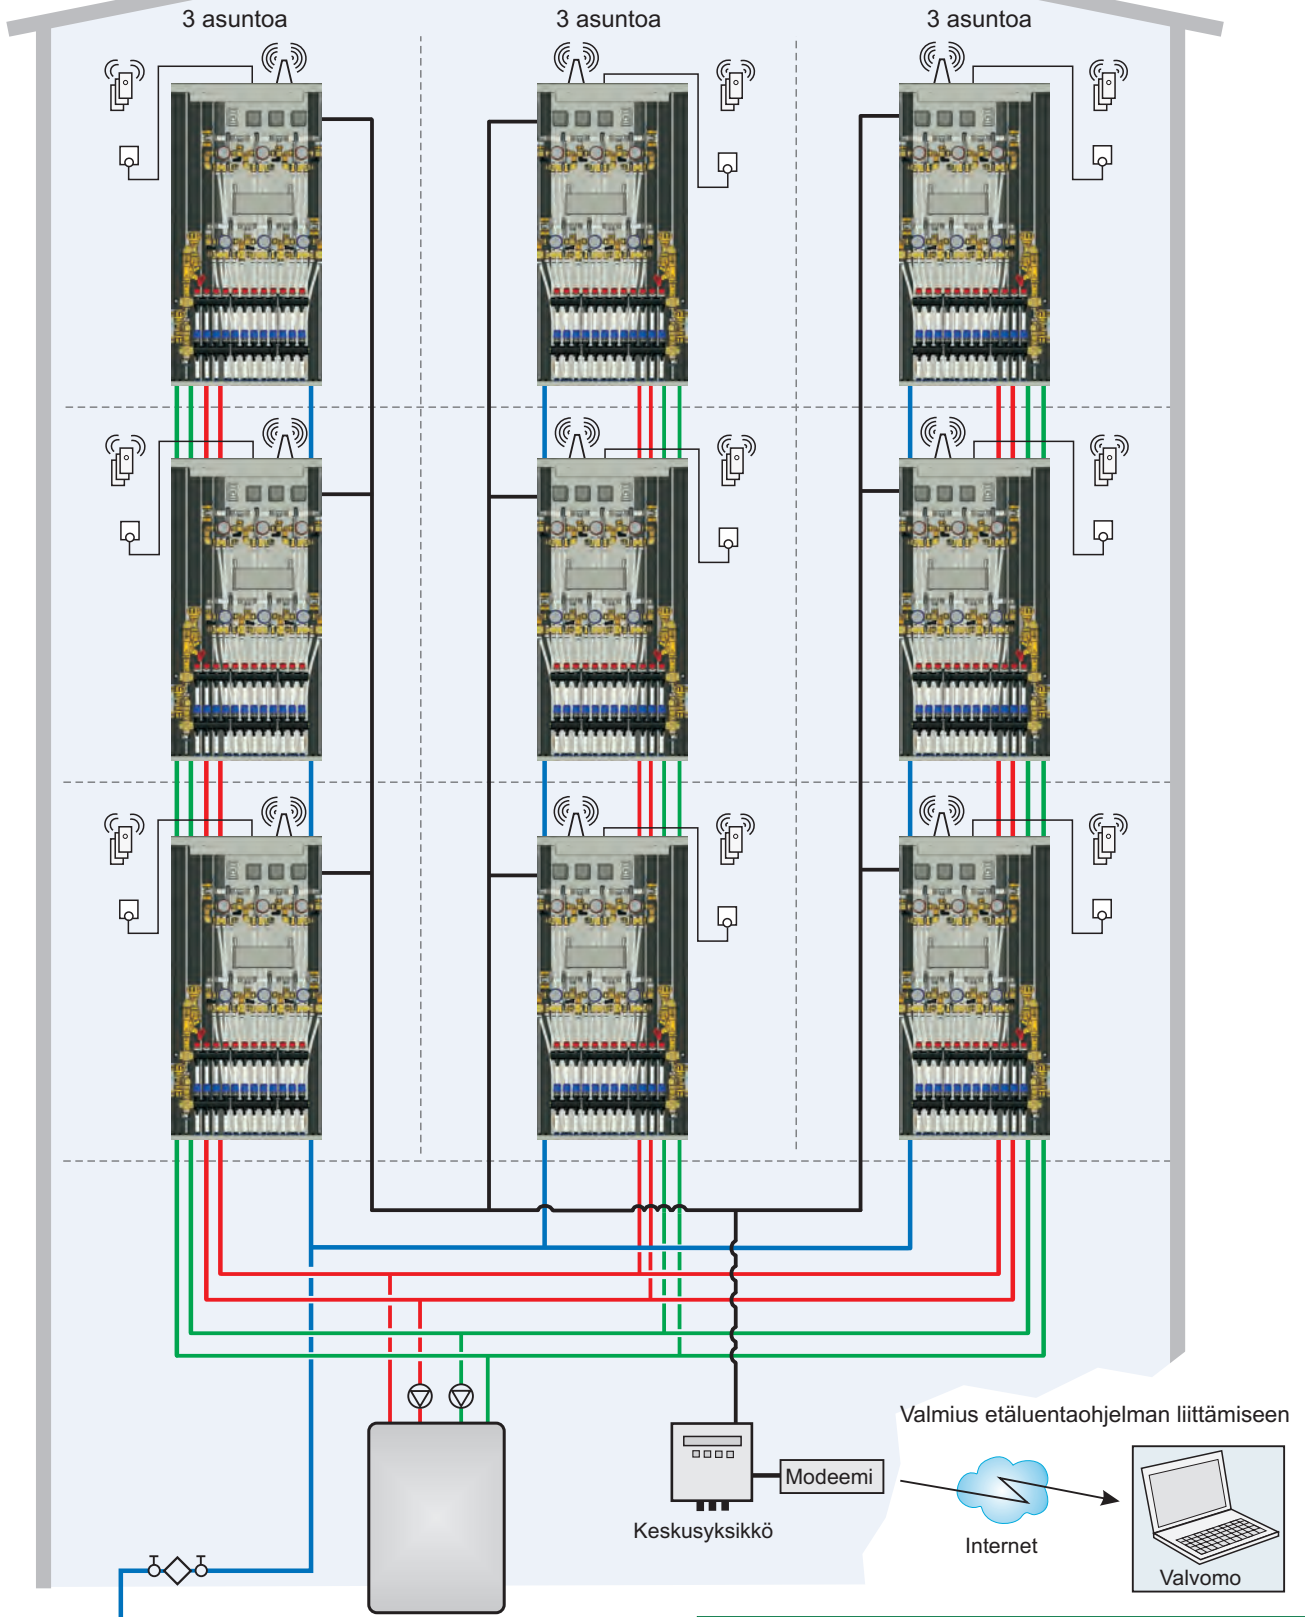 3 asuntoa
3 asuntoa
3 asuntoa
Valmius etäluentaohjelman liittämiseen
Modeemi
Keskusyksikkö
Internet
Valvomo